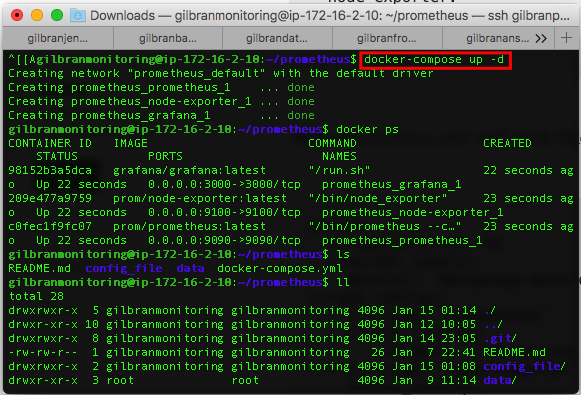 node-exporter:
Downloads — gilbranmonitoring@ip-172-16-2-10: ~/prometheus — ssh gilbranp...
gilbranjen... gilbranba... gilbrandat... gilbranfro... gilbranans... >>
^[[Agilbranmonitoring@ip-172-16-2-10:~/prometheus$ docker-compose up -d
Creating network "prometheus_default" with the default driver
Creating prometheus_prometheus_1 ... done
Creating prometheus_node-exporter_1 ... done
Creating prometheus_grafana_1 ... done
gilbranmonitoring@ip-172-16-2-10:~/prometheus$ docker ps
CONTAINER ID IMAGE COMMAND CREATED
STATUS PORTS NAMES
98152b3a5dca grafana/grafana:latest "/run.sh" 22 seconds ag
o Up 22 seconds 0.0.0.0:3000->3000/tcp prometheus_grafana_1
209e477a9759 prom/node-exporter:latest "/bin/node_exporter" 23 seconds ag
o Up 22 seconds 0.0.0.0:9100->9100/tcp prometheus_node-exporter_1
c0fec1f9fc07 prom/prometheus:latest "/bin/prometheus --c…" 23 seconds ag
o Up 22 seconds 0.0.0.0:9090->9090/tcp prometheus_prometheus_1
gilbranmonitoring@ip-172-16-2-10:~/prometheus$ ls
README.md config_file data docker-compose.yml
gilbranmonitoring@ip-172-16-2-10:~/prometheus$ ll
total 28
drwxrwxr-x 5 gilbranmonitoring gilbranmonitoring 4096 Jan 15 01:14 ./
drwxr-xr-x 10 gilbranmonitoring gilbranmonitoring 4096 Jan 12 10:05 ../
drwxrwxr-x 8 gilbranmonitoring gilbranmonitoring 4096 Jan 14 23:05 .git/
-rw-rw-r-- 1 gilbranmonitoring gilbranmonitoring 26 Jan 7 22:41 README.md
drwxrwxr-x 2 gilbranmonitoring gilbranmonitoring 4096 Jan 15 01:08 config_file/
drwxr-xr-x 3 root root 4096 Jan 9 11:14 data/